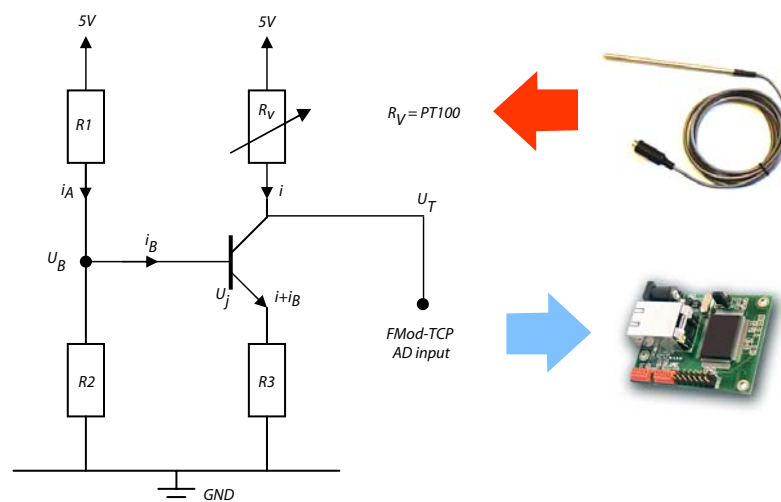 5V
5V
R1
Rv
RV = PT100
iA
i
UT
UB
iB
Uj
i+iB
FMod-TCP
AD input
R2
R3
GND